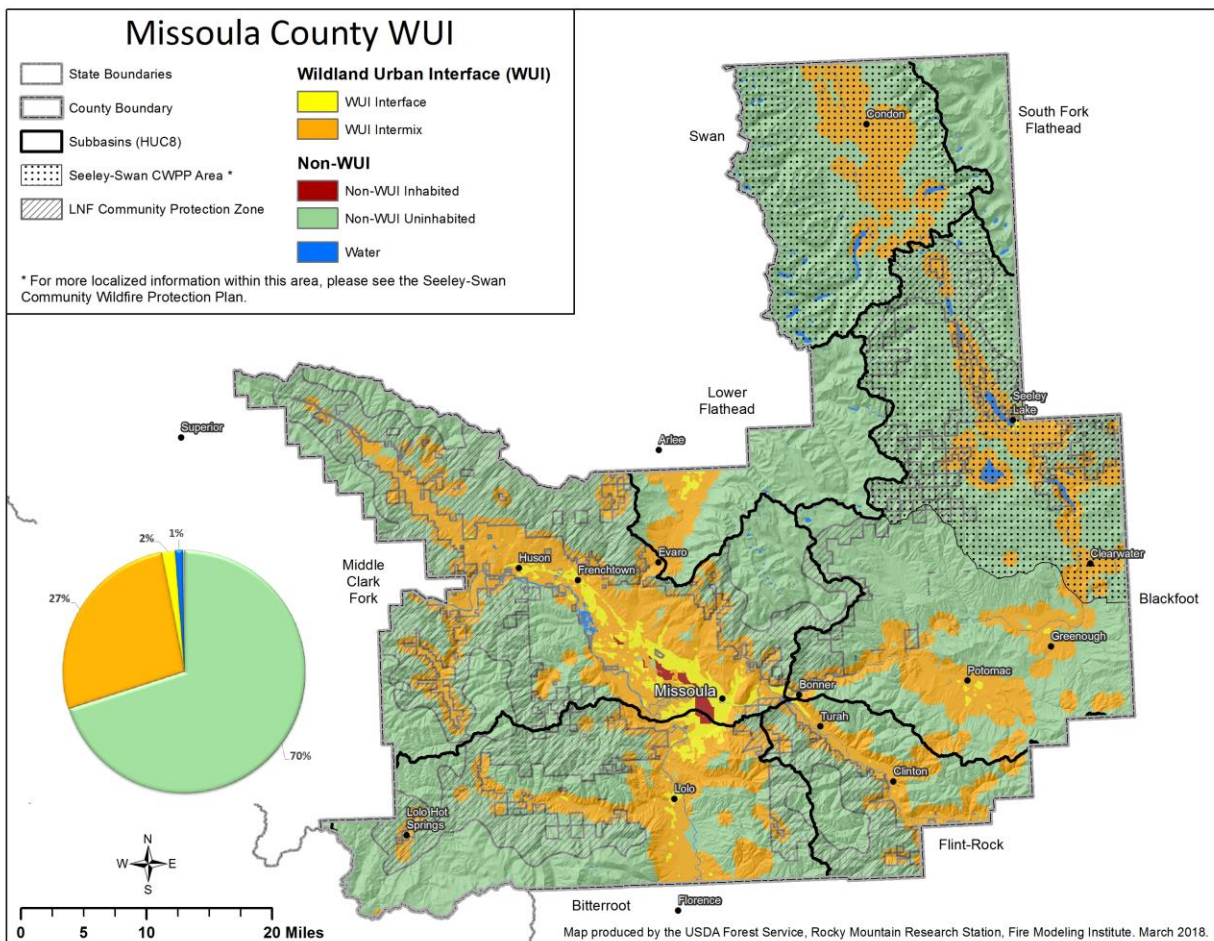 Missoula County WUI
State Boundaries
County Boundary
Subbasins (HUC8)
Seeley-Swan CWPP Area *
LNF Community Protection Zone
Wildland Urban Interface (WUI)
WUI Interface
WUI Intermix
Non-WUI
Non-WUI Inhabited
Non-WUI Uninhabited
Water
* For more localized information within this area, please see the Seeley-Swan
Community Wildfire Protection Plan.
Swan
Condon
South Fork
Flathead
Lower
Flathead
Seeley
Lake
Superior
Arlee
Clearwater
Blackfoot
Middle
Clark
Fork
Huson
Frenchtown
Evaro
Greenough
Potomac
Missoula
Bonner
Turah
Clinton
Lolo
Lolo Hot
Springs
Flint-Rock
Bitterroot
Florence
2%
1%
27%
70%
N
W E
S
0 5 10 20 Miles
Map produced by the USDA Forest Service, Rocky Mountain Research Station, Fire Modeling Institute. March 2018.